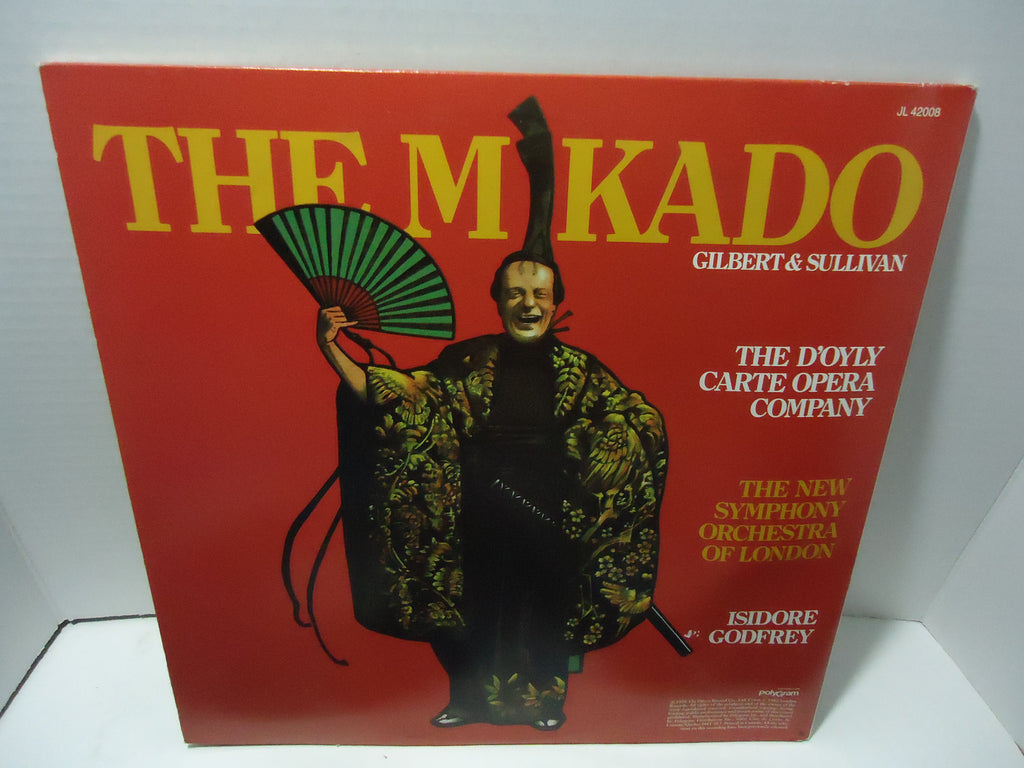 JL 42008
THE MIKADO
GILBERT & SULLIVAN
THE D'OYLY
CARTE OPERA
COMPANY
THE NEW
SYMPHONY
ORCHESTRA
OF LONDON
ISIDORE
GODFREY
PolyGram